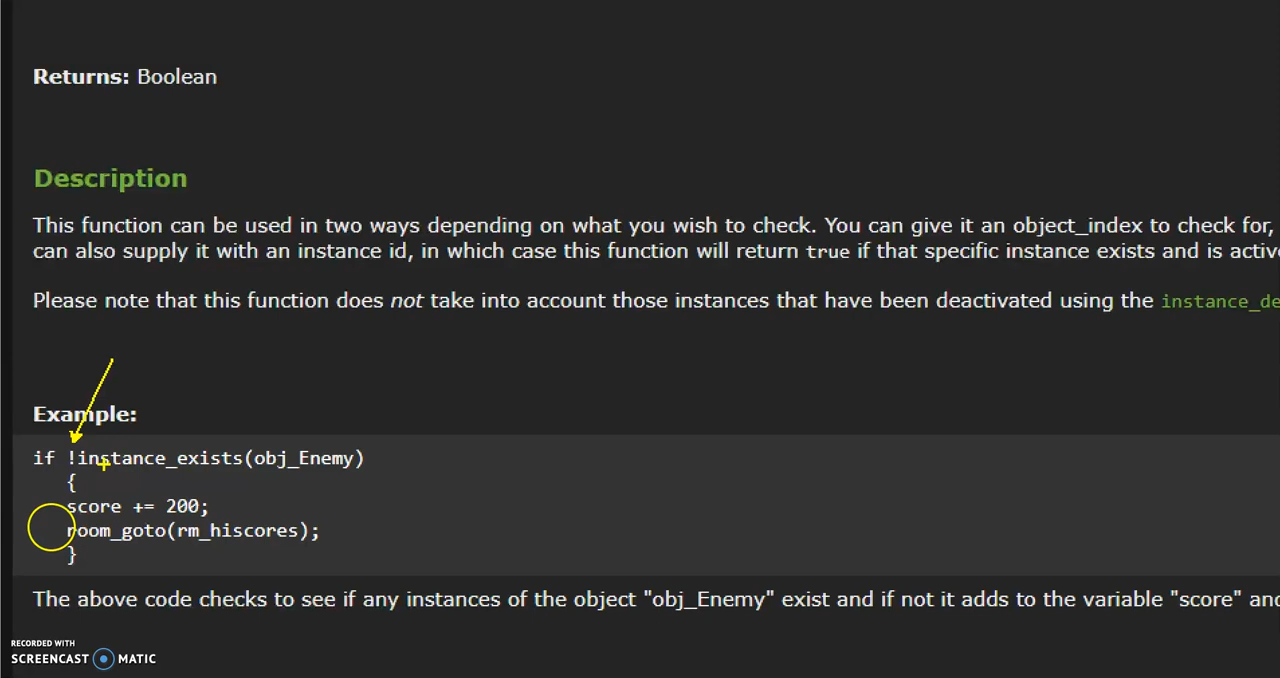 Returns: Boolean
Description
This function can be used in two ways depending on what you wish to check. You can give it an object_index to check for,
can also supply it with an instance id, in which case this function will return true if that specific instance exists and is activ
Please note that this function does not take into account those instances that have been deactivated using the instance_de
Example:
if !instance_exists(obj_Enemy)
{
score += 200;
room_goto(rm_hiscores);
}
The above code checks to see if any instances of the object "obj_Enemy" exist and if not it adds to the variable "score" and
RECORDED WITH
SCREENCAST MATIC